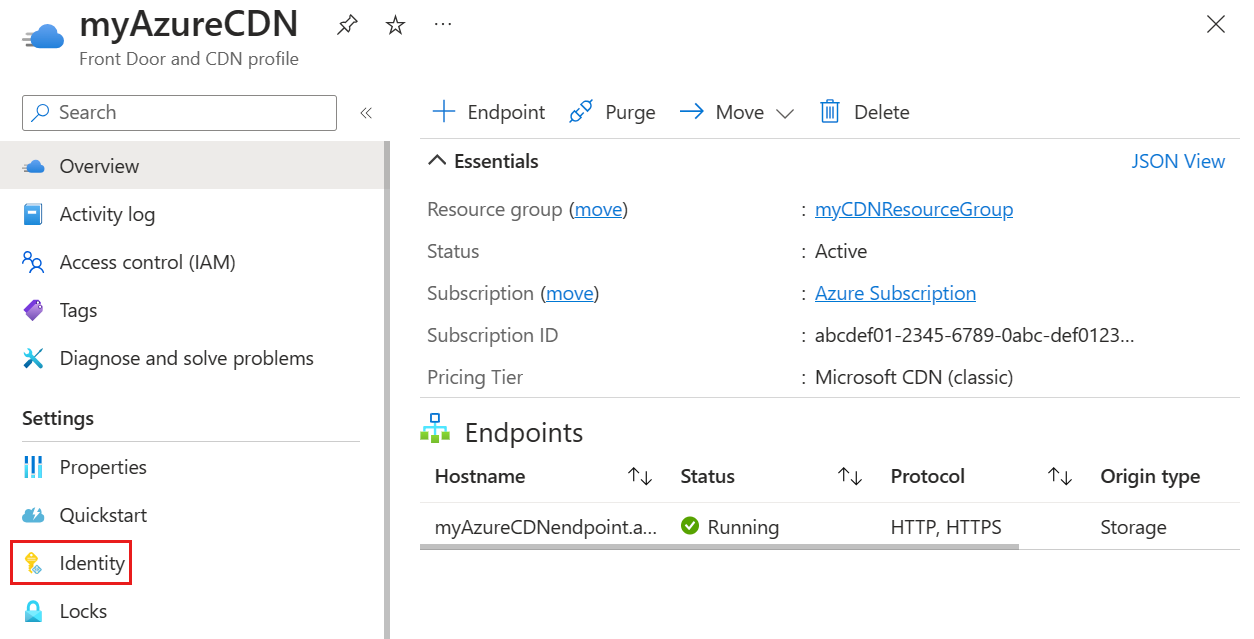 myAzureCDN
Front Door and CDN profile
Search
Overview
Activity log
Access control (IAM)
Tags
Diagnose and solve problems
Settings
Properties
Quickstart
Identity
Locks
Endpoint Purge Move Delete
Essentials JSON View
Resource group (move) : myCDNResourceGroup
Status : Active
Subscription (move) : Azure Subscription
Subscription ID : abcdef01-2345-6789-0abc-def0123...
Pricing Tier : Microsoft CDN (classic)
Endpoints
Hostname Status Protocol Origin type
myAzureCDNendpoint.a... Running HTTP, HTTPS Storage